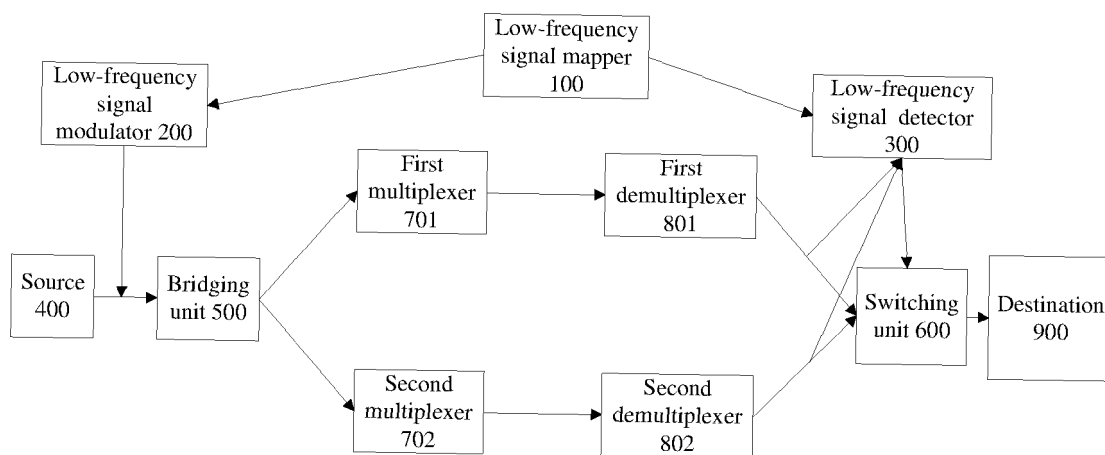 Low-frequency
signal mapper
100
Low-frequency
signal
modulator 200
Low-frequency
signal detector
300
First
multiplexer
701
First
demultiplexer
801
Source
400
Bridging
unit 500
Switching
unit 600
Destination
900
Second
multiplexer
702
Second
demultiplexer
802